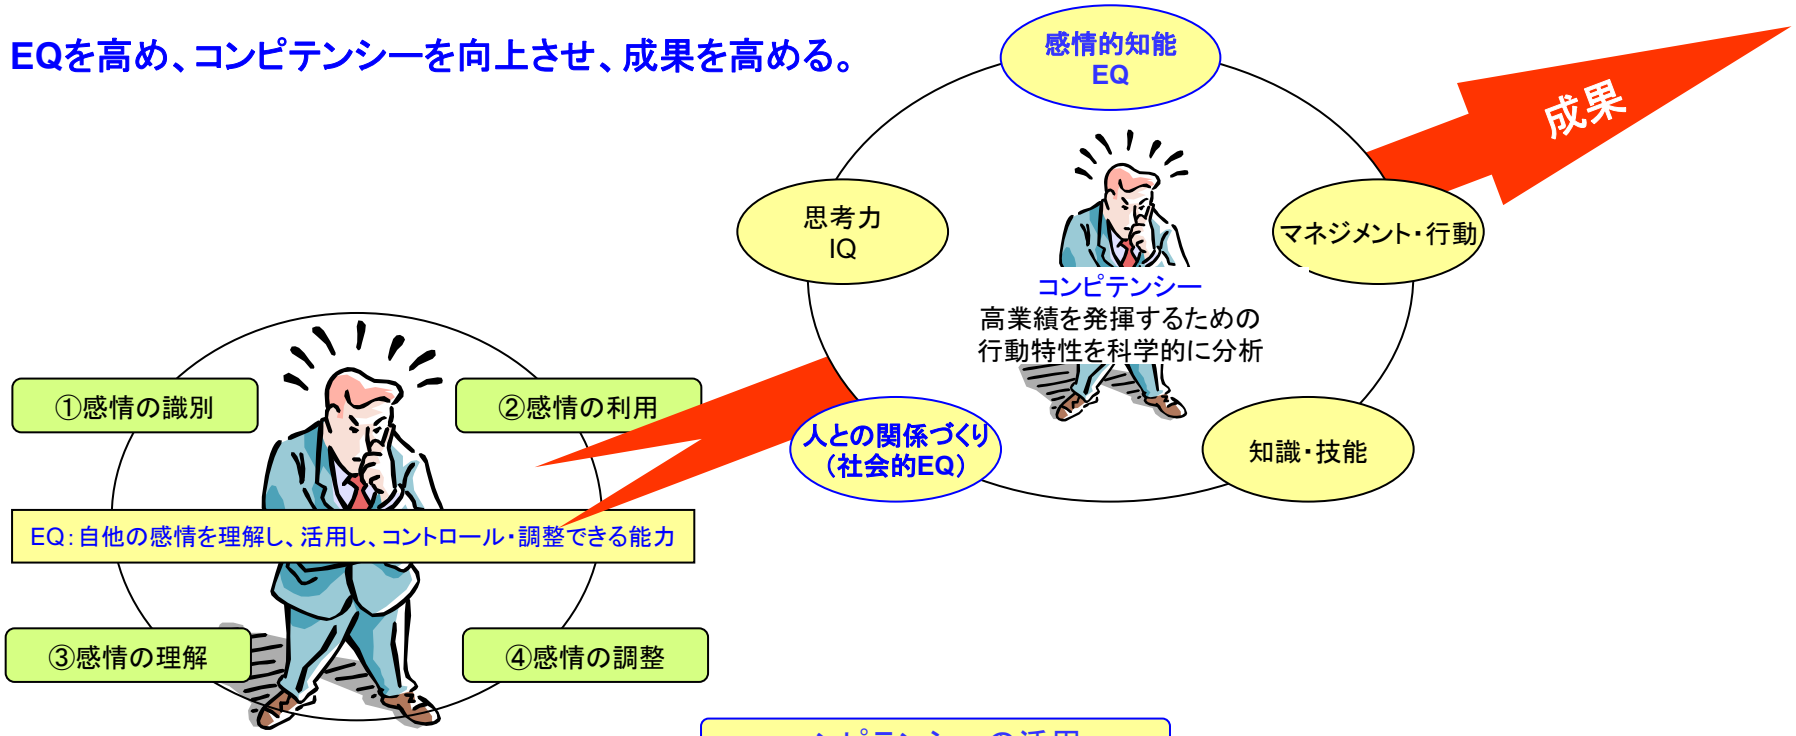 EQを高め、コンピテンシーを向上させ、成果を高める。
感情的知能
EQ
成果
思考力
IQ
マネジメント・行動
コンピテンシー
高業績を発揮するための
行動特性を科学的に分析
人との関係づくり
（社会的EQ）
知識・技能
①感情の識別
②感情の利用
EQ：自他の感情を理解し、活用し、コントロール・調整できる能力
③感情の理解
④感情の調整